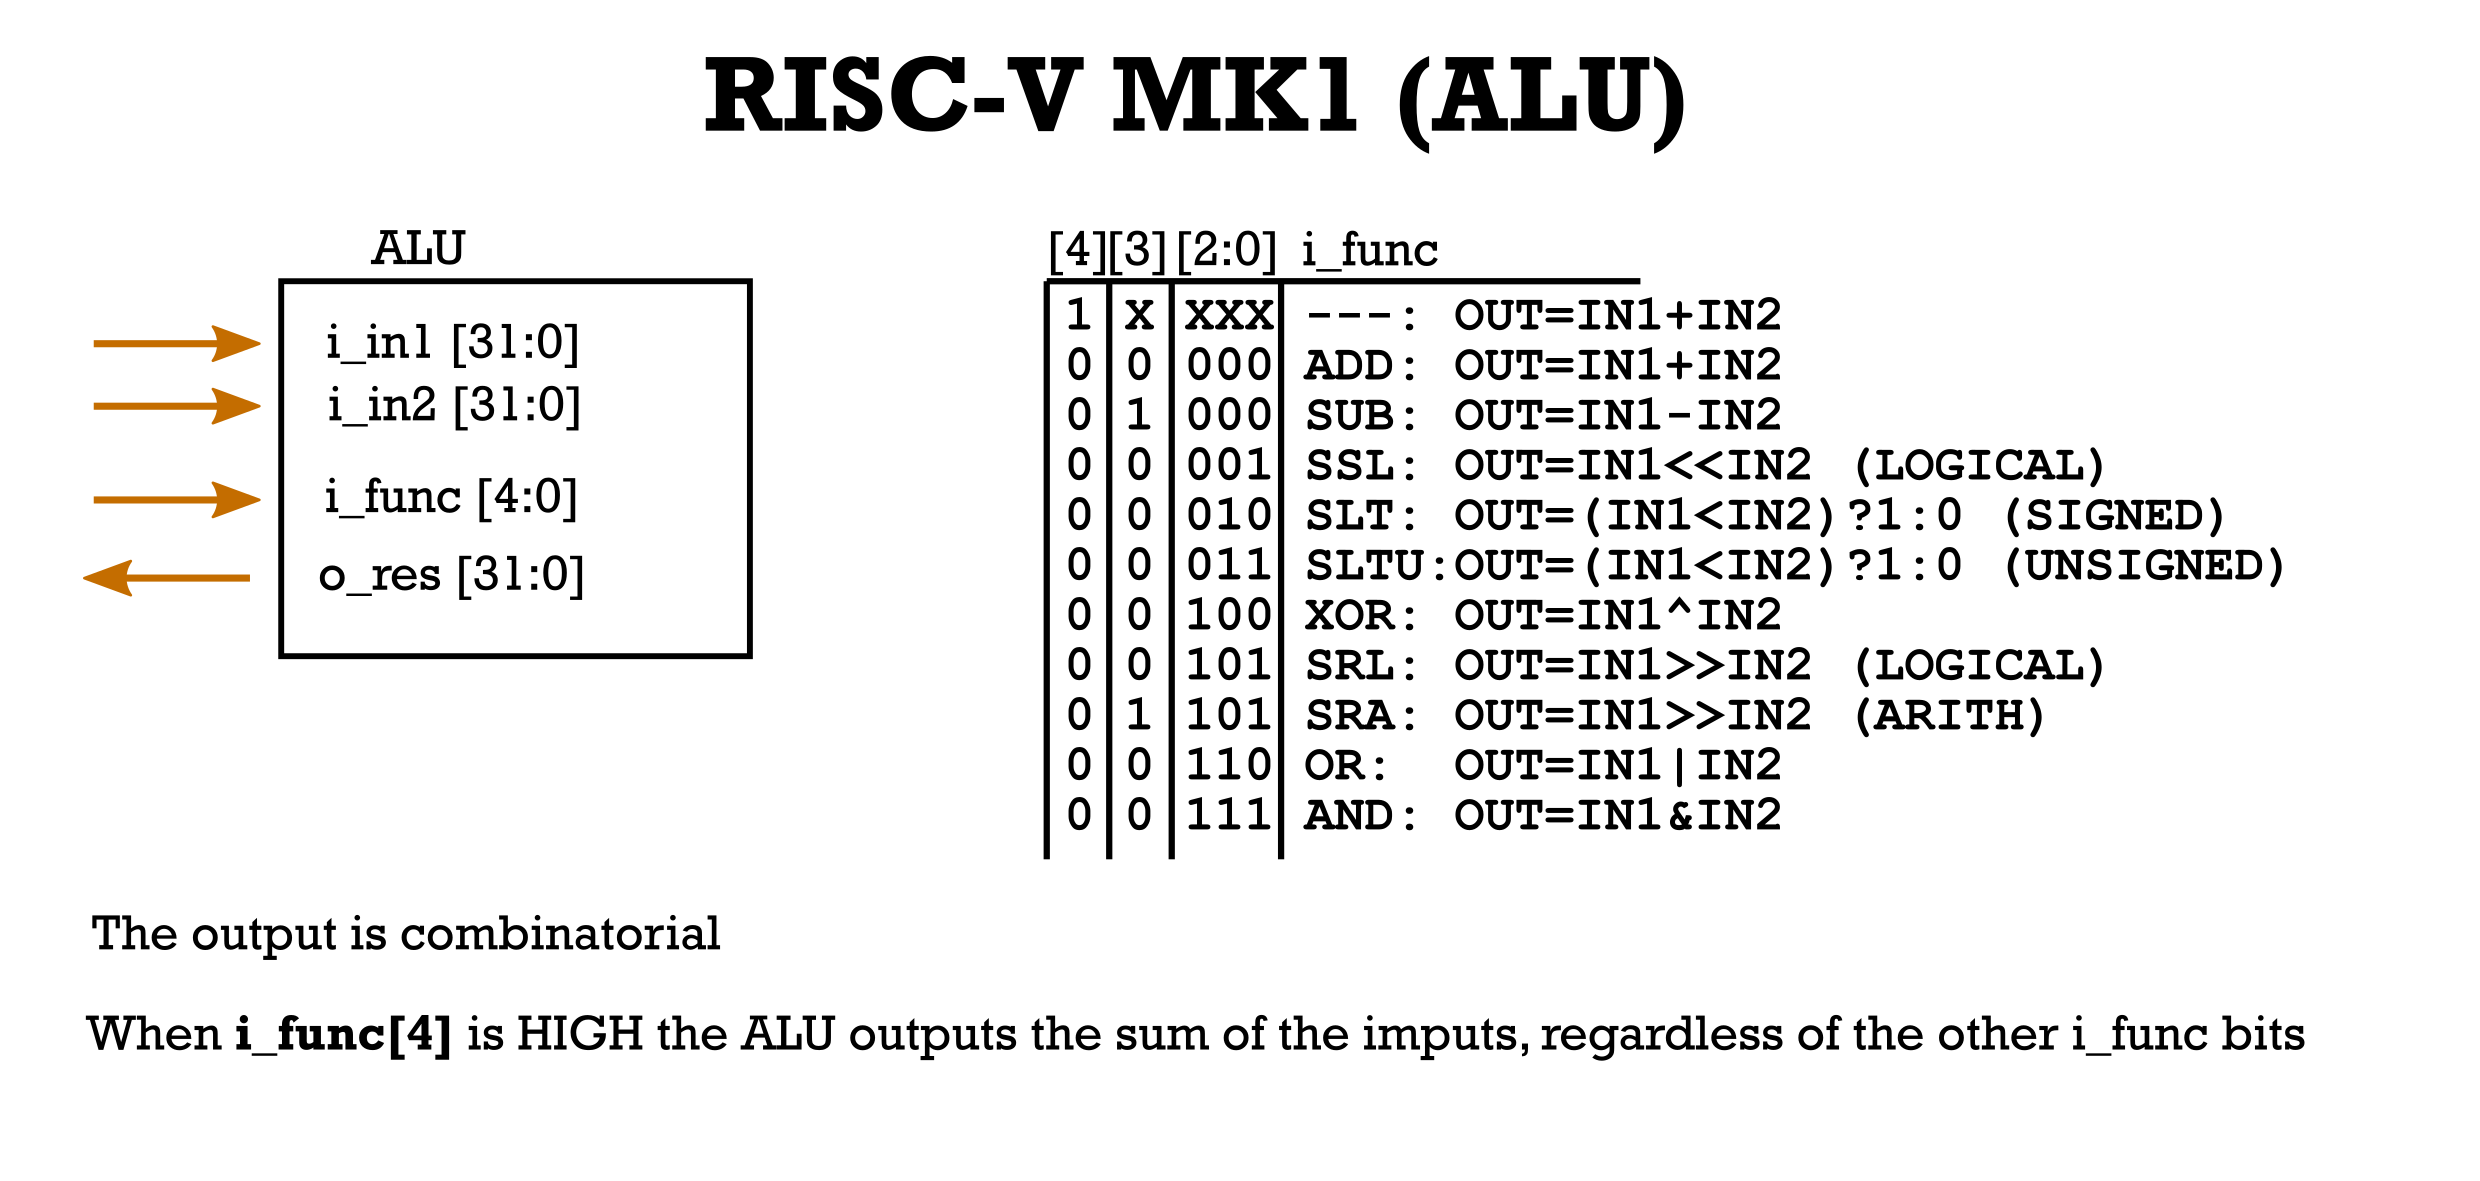 RISC-V MK1 (ALU)
ALU
i_in1 [31:0]
i_in2 [31:0]
i_func [4:0]
o_res [31:0]
[4][3][2:0] i_func
1 x xxx ---: OUT=IN1+IN2
0 0 000 ADD: OUT=IN1+IN2
0 1 000 SUB: OUT=IN1-IN2
0 0 001 SSL: OUT=IN1<<IN2 (LOGICAL)
0 0 010 SLT: OUT=(IN1<IN2)?1:0 (SIGNED)
0 0 011 SLTU:OUT=(IN1<IN2)?1:0 (UNSIGNED)
0 0 100 XOR: OUT=IN1^IN2
0 0 101 SRL: OUT=IN1>>IN2 (LOGICAL)
0 1 101 SRA: OUT=IN1>>IN2 (ARITH)
0 0 110 OR: OUT=IN1|IN2
0 0 111 AND: OUT=IN1&IN2
The output is combinatorial
When i_func[4] is HIGH the ALU outputs the sum of the imputs, regardless of the other i_func bits